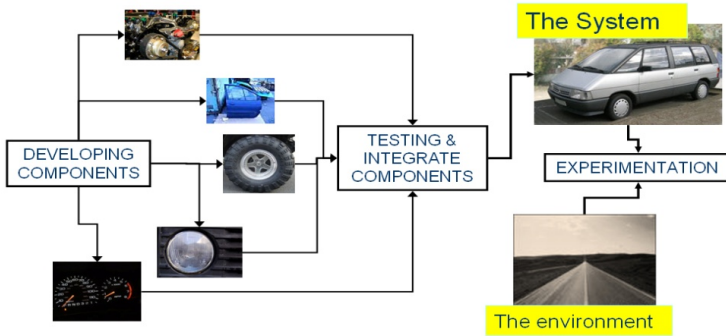 The System
DEVELOPING
COMPONENTS
TESTING &
INTEGRATE
COMPONENTS
EXPERIMENTATION
The environment